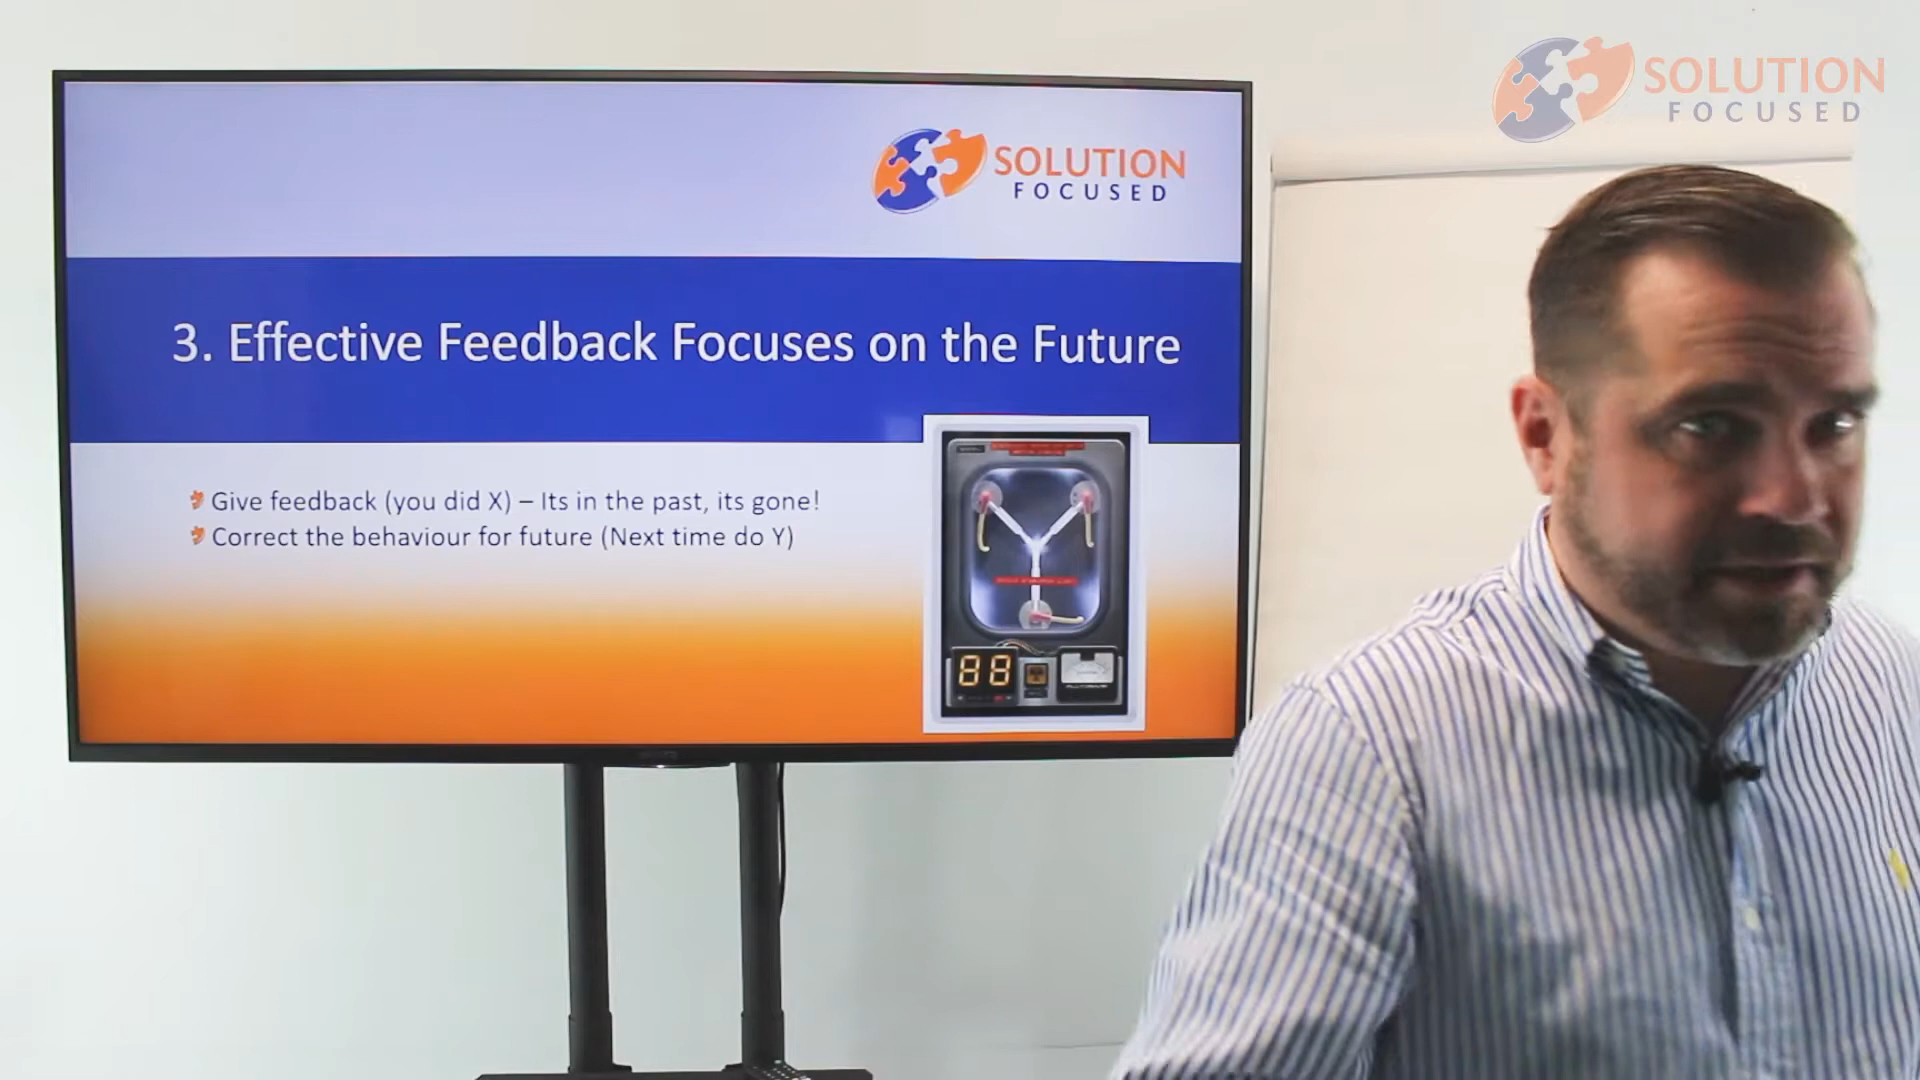 SOLUTION
FOCUSED
SOLUTION
FOCUSED
3. Effective Feedback Focuses on the Future
Give feedback (you did X) – Its in the past, its gone!
Correct the behaviour for future (Next time do Y)
88